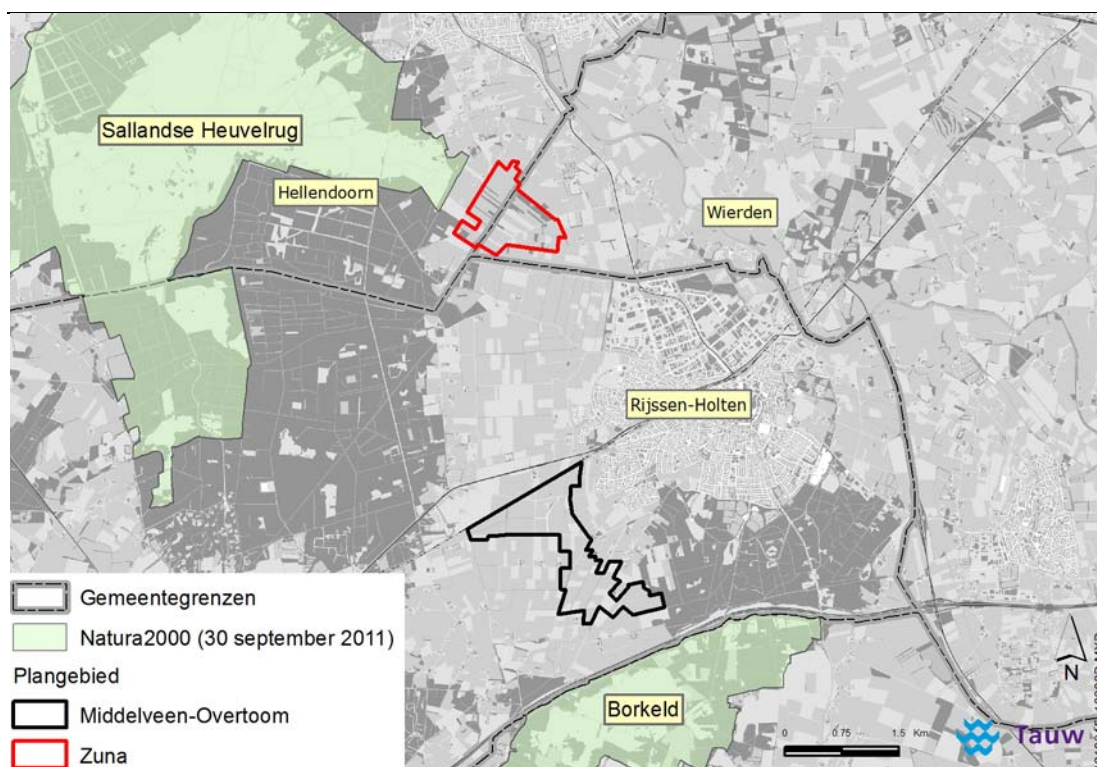 Sallandse Heuvelrug
Hellendoorn
Wierden
Rijssen-Holten
Gemeentegrenzen
Natura2000 (30 september 2011)
Plangebied
Middelveen-Overtoom
Zuna
Borkeld
N
0 0.75 1.5 Km
Tauw